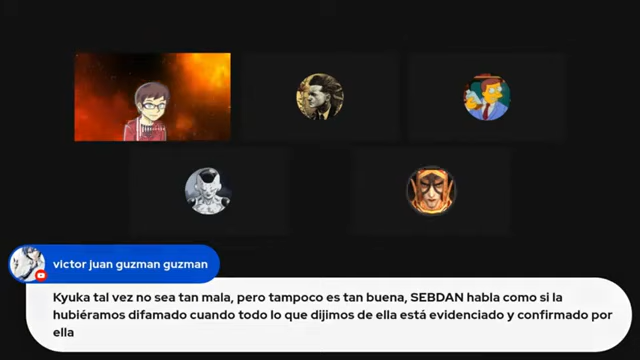 victor juan guzman guzman
Kyuka tal vez no sea tan mala, pero tampoco es tan buena, SEBDAN habla como si la
hubiéramos difamado cuando todo lo que dijimos de ella está evidenciado y confirmado por
ella